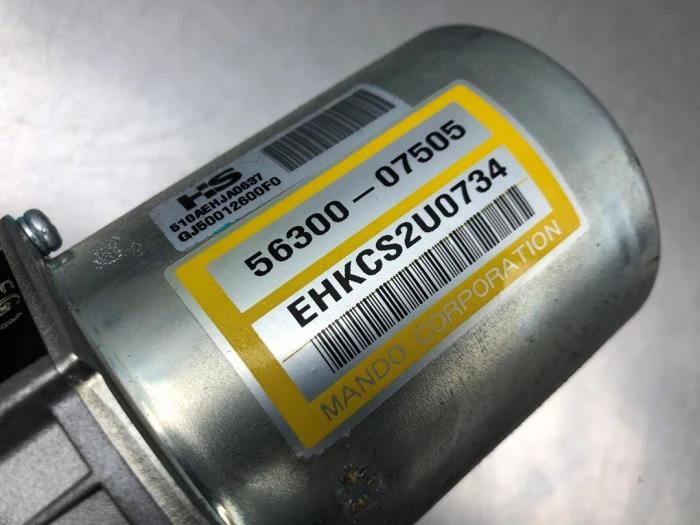 HS
510AEHJA0637
GJ50012600F0
56300-07505
EHKCS2U0734
MANDO CORPORATION